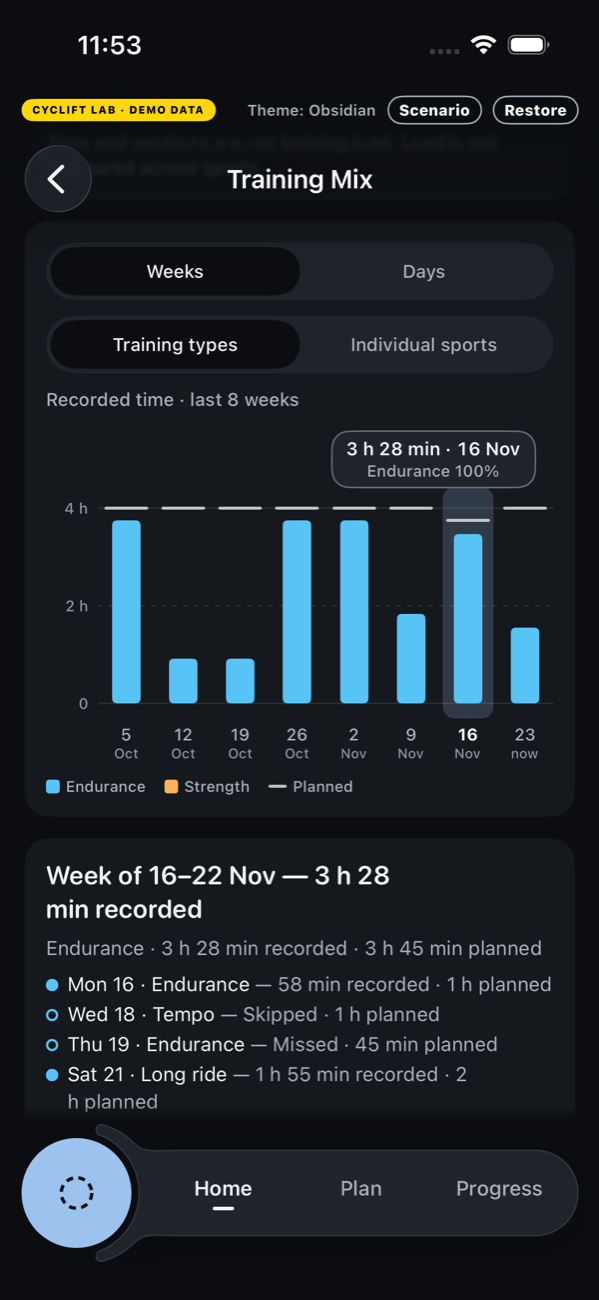 11:53
CYCLIFT LAB · DEMO DATA
Theme: Obsidian
Scenario
Restore
Training Mix
Weeks
Days
Training types
Individual sports
Recorded time · last 8 weeks
3 h 28 min · 16 Nov
Endurance 100%
4 h
2 h
0
5 12 19 26 2 9 16 23
Oct Oct Oct Oct Nov Nov Nov now
Endurance Strength Planned
Week of 16–22 Nov — 3 h 28
min recorded
Endurance · 3 h 28 min recorded · 3 h 45 min planned
Mon 16 · Endurance — 58 min recorded · 1 h planned
Wed 18 · Tempo — Skipped · 1 h planned
Thu 19 · Endurance — Missed · 45 min planned
Sat 21 · Long ride — 1 h 55 min recorded · 2
h planned
Home
Plan
Progress